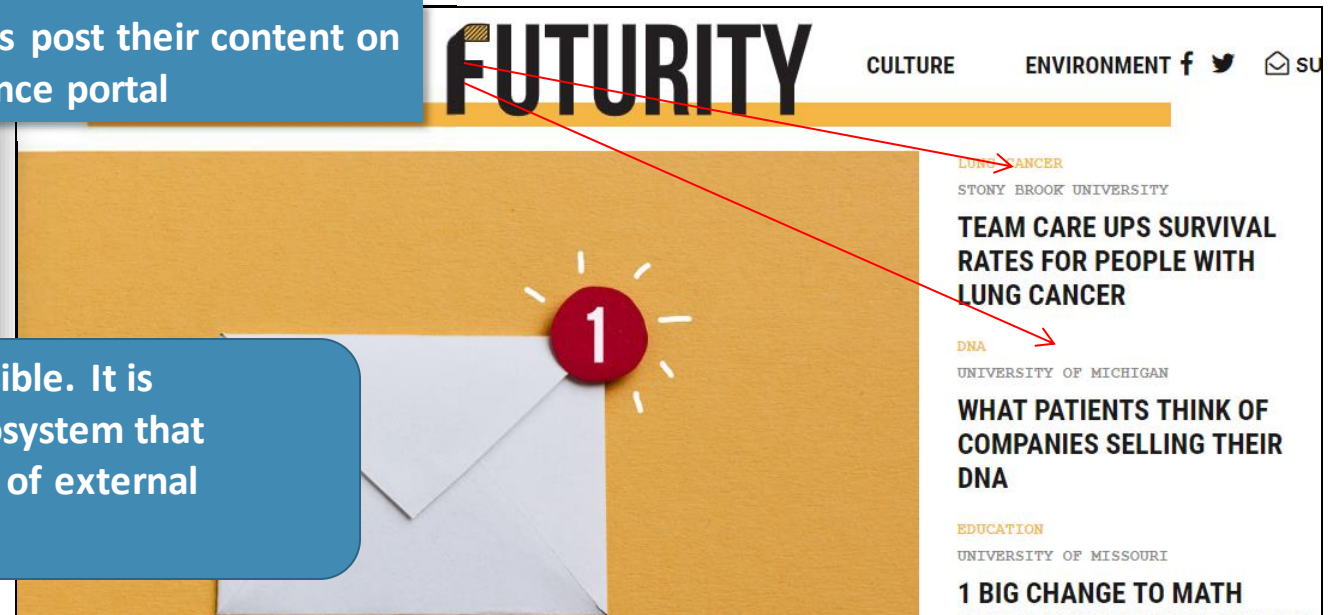 s post their content on
nce portal
FUTURITY
CULTURE
ENVIRONMENT
SU
LUNG CANCER
STONY BROOK UNIVERSITY
TEAM CARE UPS SURVIVAL
RATES FOR PEOPLE WITH
LUNG CANCER
1
ible. It is
osystem that
of external
DNA
UNIVERSITY OF MICHIGAN
WHAT PATIENTS THINK OF
COMPANIES SELLING THEIR
DNA
EDUCATION
UNIVERSITY OF MISSOURI
1 BIG CHANGE TO MATH